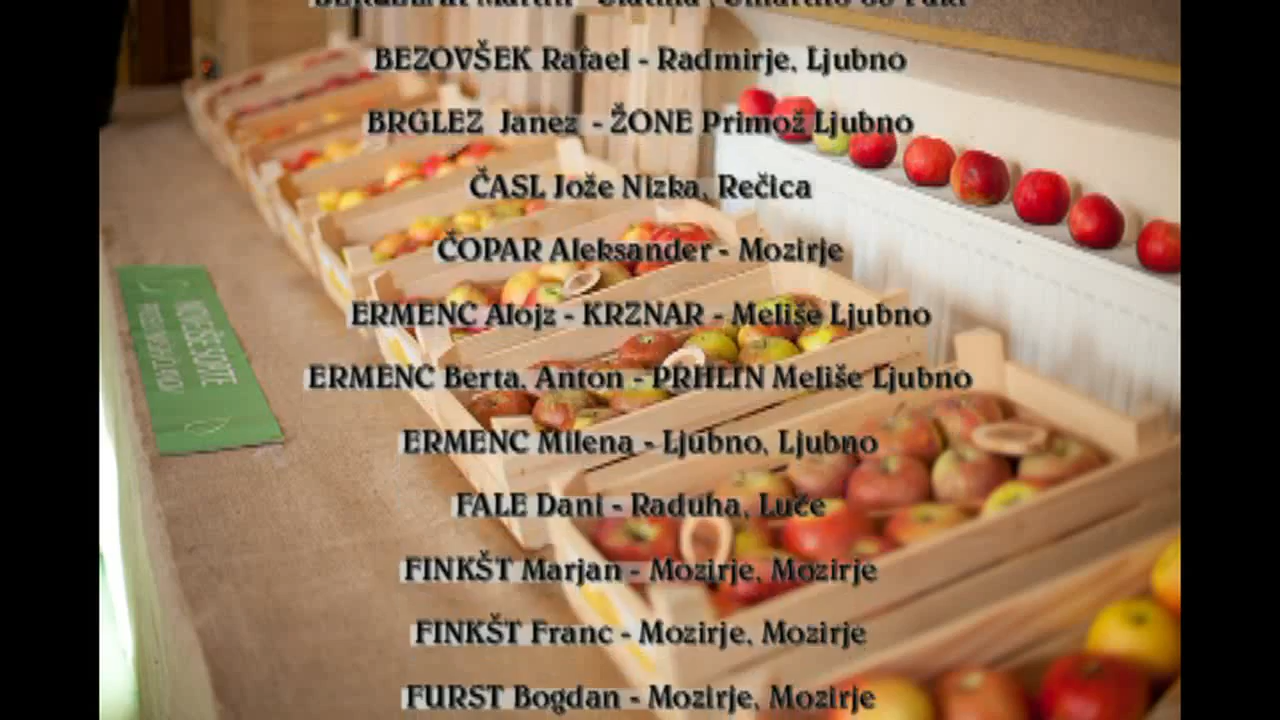 BEZOVŠEK Rafael - Radmirje, Ljubno
BRGLEZ Janez - ŽONE Primož Ljubno
ČASL Jože Nizka, Rečica
ČOPAR Aleksander - Mozirje
ERMENC Alojz - KRZNAR - Meliše Ljubno
ERMENC Berta, Anton - PRHLIN Meliše Ljubno
ERMENC Milena - Ljubno, Ljubno
FALE Dani - Raduha, Luče
FINKŠT Marjan - Mozirje, Mozirje
FINKŠT Franc - Mozirje, Mozirje
FURST Bogdan - Mozirje, Mozirje